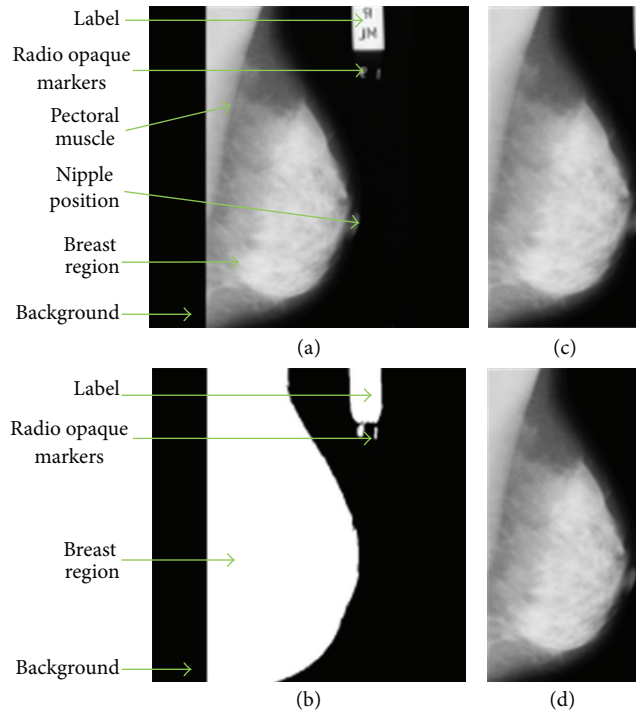 Label
Radio opaque
markers
Pectoral
muscle
Nipple
position
Breast
region
Background
(a)
(c)
Label
Radio opaque
markers
Breast
region
Background
(b)
(d)